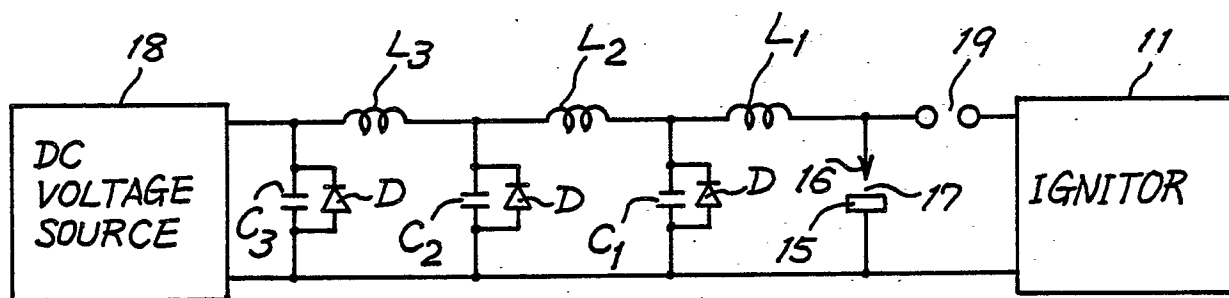 18
L3
L2
L1
19
11
DC
VOLTAGE
SOURCE
C3
D
C2
D
C1
D
16
17
15
IGNITOR